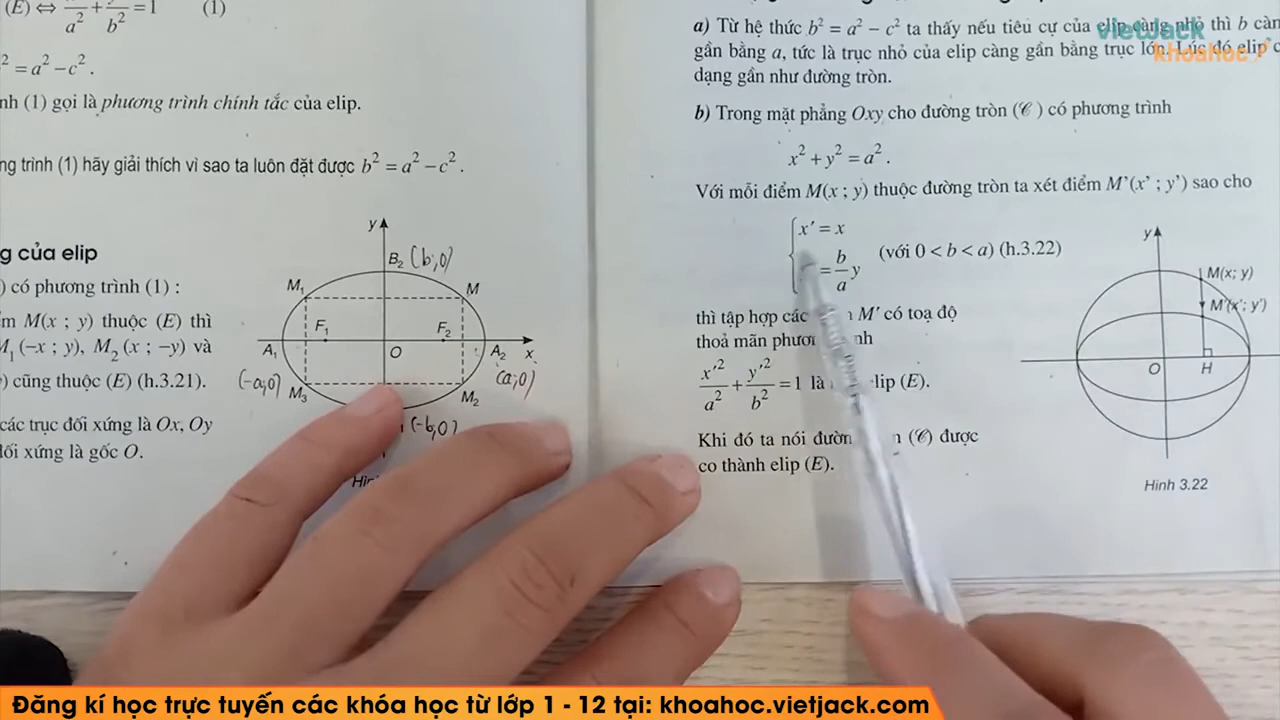 (E) ⇔ + y²/b² = 1 (1)
² = a² – c².
nh (1) gọi là phương trình chính tắc của elip.
ng trình (1) hãy giải thích vì sao ta luôn đặt được b² = a² – c².
g của elip
) có phương trình (1) :
m M(x ; y) thuộc (E) thì
M₁(–x ; y), M₂(x ; –y) và
) cũng thuộc (E) (h.3.21).
các trục đối xứng là Ox, Oy
đối xứng là gốc O.
y
B₂ (b;0)
M₁ M
F₁ F₂
A₁ O A₂ x
(-a;0) M₃ M₂ (a;0)
(-b,0)
a) Từ hệ thức b² = a² – c² ta thấy nếu tiêu cự của elip càng nhỏ thì b càn
gần bằng a, tức là trục nhỏ của elip càng gần bằng trục lớn. Lúc đó elip c
dạng gần như đường tròn.
b) Trong mặt phẳng Oxy cho đường tròn (𝒞) có phương trình
x² + y² = a².
Với mỗi điểm M(x ; y) thuộc đường tròn ta xét điểm M'(x' ; y') sao cho
x' = x
= b/a y (với 0 < b < a) (h.3.22)
thì tập hợp các M' có toạ độ
thoả mãn phươ
x'²/a² + y'²/b² = 1 là elip (E).
Khi đó ta nói đườn (𝒞) được
co thành elip (E).
y
M(x; y)
M'(x'; y')
O H
Hình 3.22
vietJack
khoahoc
Đăng kí học trực tuyến các khóa học từ lớp 1 - 12 tại: khoahoc.vietjack.com